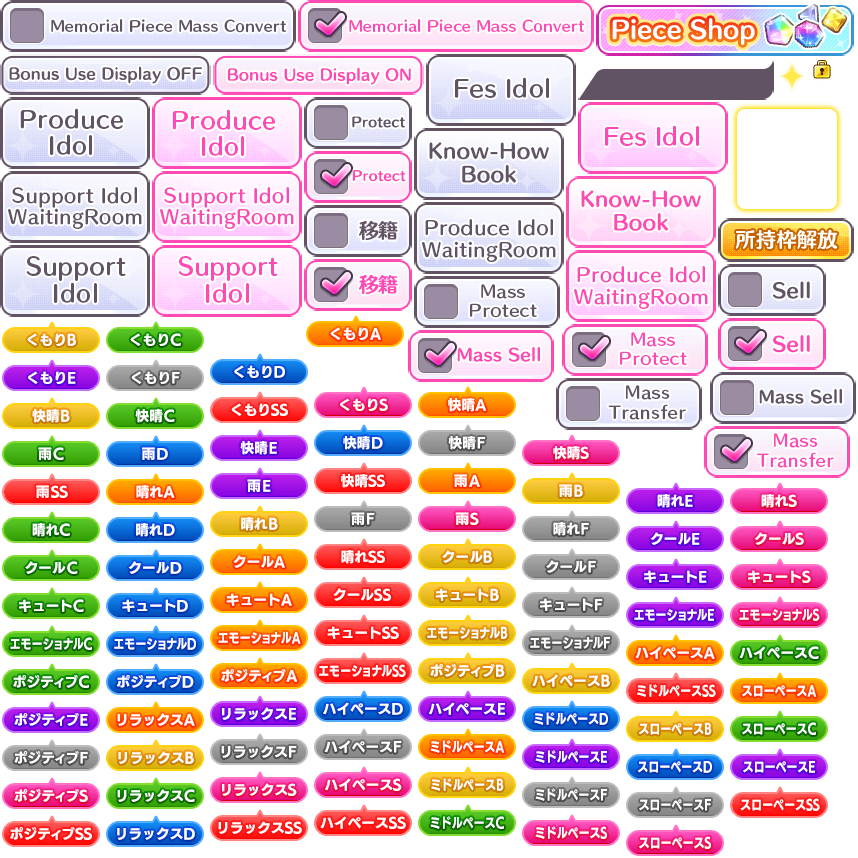 Memorial Piece Mass Convert
Memorial Piece Mass Convert
Piece Shop
Bonus Use Display OFF
Bonus Use Display ON
Fes Idol
Produce
Idol
Produce
Idol
Protect
Fes Idol
Know-How
Book
Protect
Support Idol
WaitingRoom
Support Idol
WaitingRoom
Know-How
Book
移籍
Produce Idol
WaitingRoom
所持枠解放
Support
Idol
Support
Idol
移籍
Produce Idol
WaitingRoom
Sell
Mass
Protect
くもりB
くもりC
くもりA
Mass Sell
Mass
Protect
Sell
くもりE
くもりF
くもりD
Mass
Transfer
Mass Sell
快晴B
快晴C
くもりSS
くもりS
快晴A
Mass
Transfer
雨C
雨D
快晴E
快晴D
快晴F
快晴S
雨SS
晴れA
雨E
快晴SS
雨A
雨B
晴れE
晴れS
晴れC
晴れD
晴れB
雨F
雨S
晴れF
クールE
クールS
クールC
クールD
クールA
晴れSS
クールB
クールF
キュートE
キュートS
キュートC
キュートD
キュートA
クールSS
キュートB
キュートF
エモーショナルE
エモーショナルS
エモーショナルC
エモーショナルD
エモーショナルA
キュートSS
エモーショナルB
エモーショナルF
ハイペースA
ハイペースC
ポジティブC
ポジティブD
ポジティブA
エモーショナルSS
ポジティブB
ハイペースB
ミドルペースSS
スローペースA
ポジティブE
リラックスA
リラックスE
ハイペースD
ハイペースE
ミドルペースD
スローペースB
スローペースC
ポジティブF
リラックスB
リラックスF
ハイペースF
ミドルペースA
ミドルペースE
スローペースD
スローペースE
ポジティブS
リラックスC
リラックスS
ハイペースS
ミドルペースB
ミドルペースF
スローペースF
スローペースSS
ポジティブSS
リラックスD
リラックスSS
ハイペースSS
ミドルペースC
ミドルペースS
スローペースS